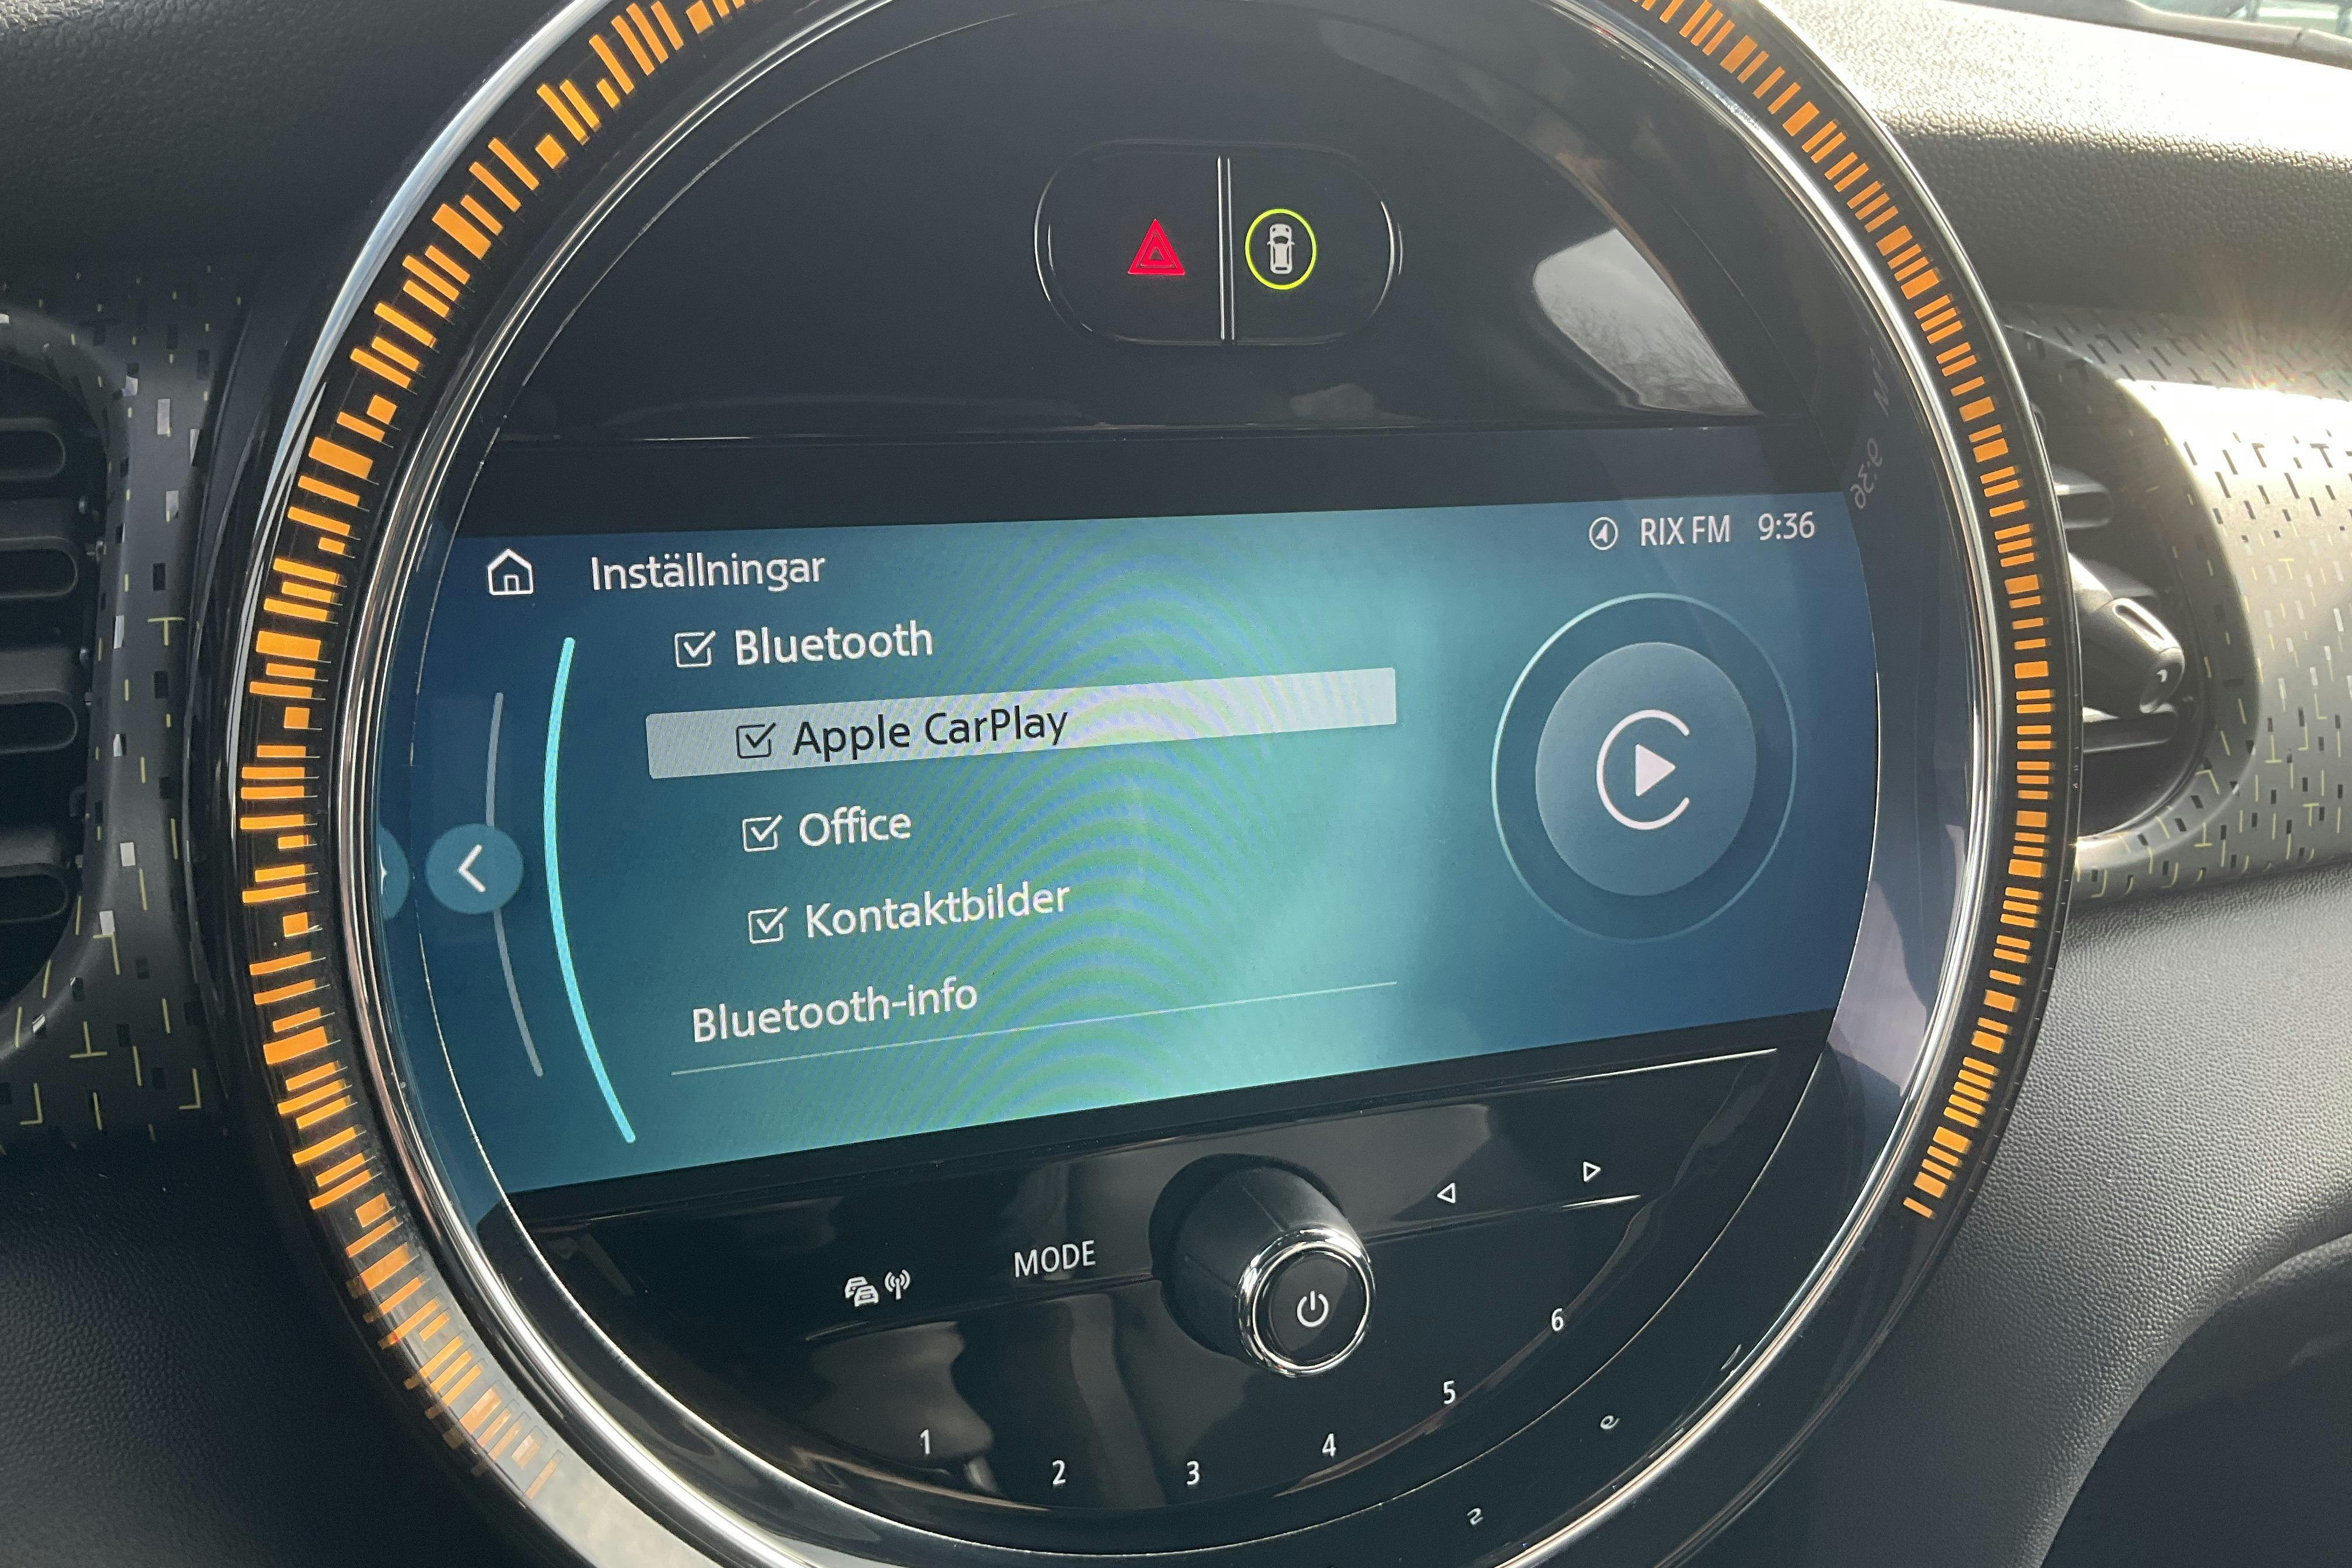 RIX FM 9:36
Inställningar
Bluetooth
Apple CarPlay
Office
Kontaktbilder
Bluetooth-info
MODE
1 2 3 4 5 6